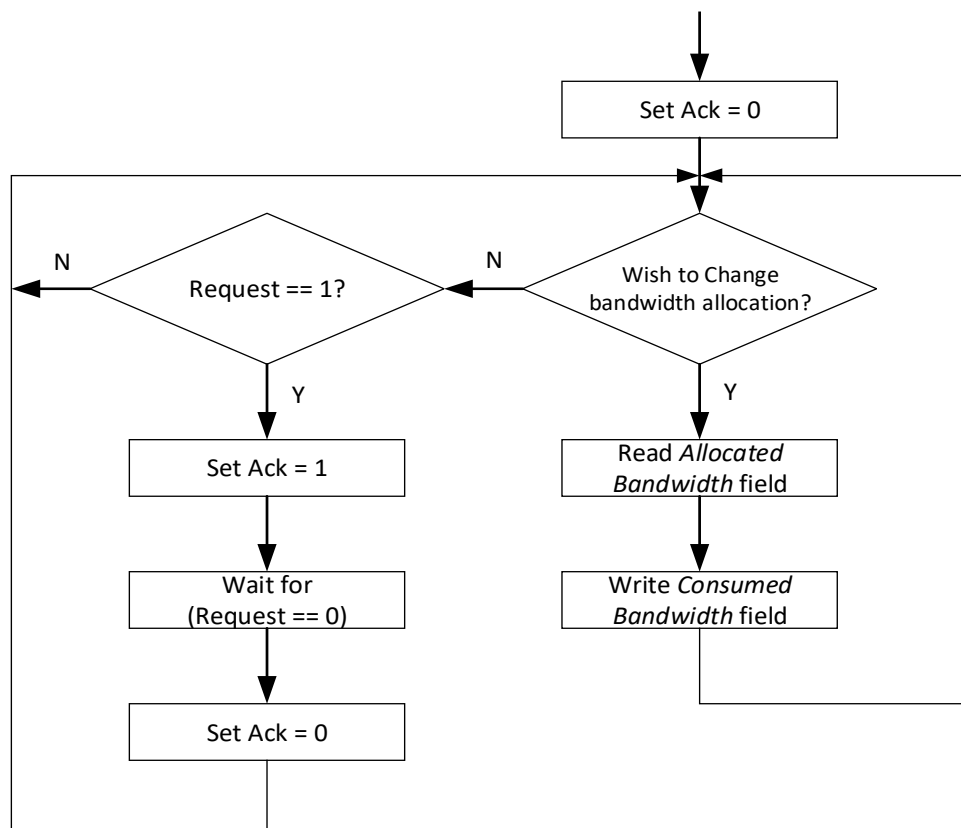 Set Ack = 0
Wish to Change
bandwidth allocation?
N
Y
Request == 1?
N
Y
Set Ack = 1
Wait for
(Request == 0)
Set Ack = 0
Read Allocated
Bandwidth field
Write Consumed
Bandwidth field